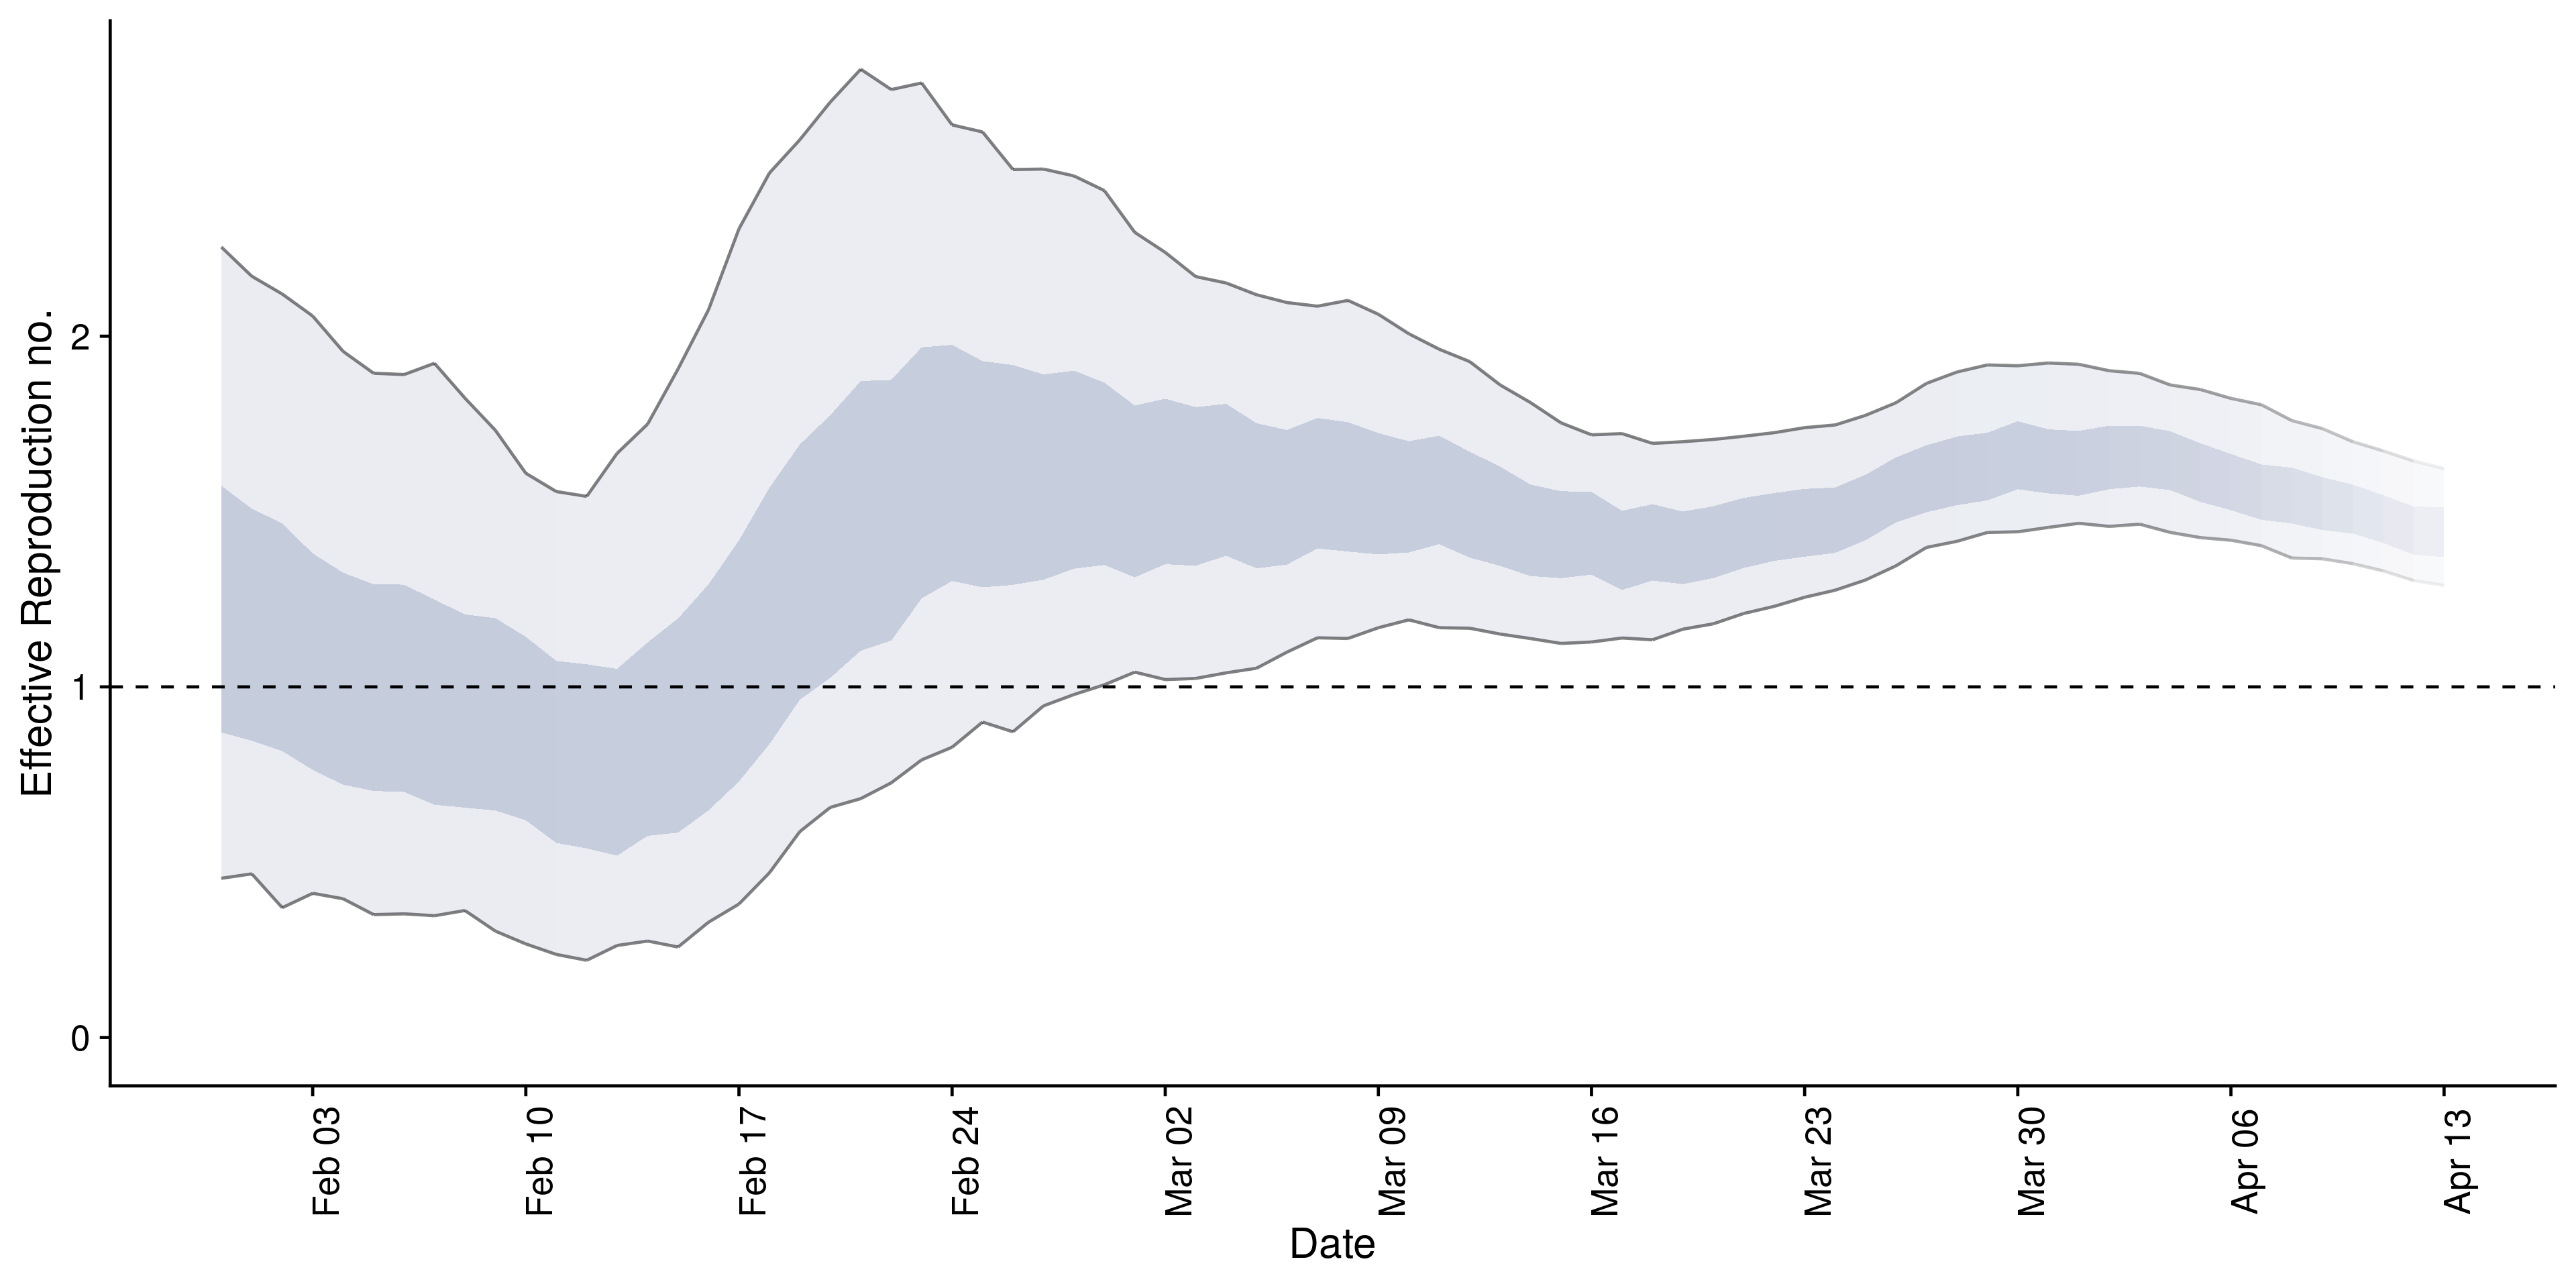 Effective Reproduction no.
2
1
0
Feb 03
Feb 10
Feb 17
Feb 24
Mar 02
Mar 09
Mar 16
Mar 23
Mar 30
Apr 06
Apr 13
Date